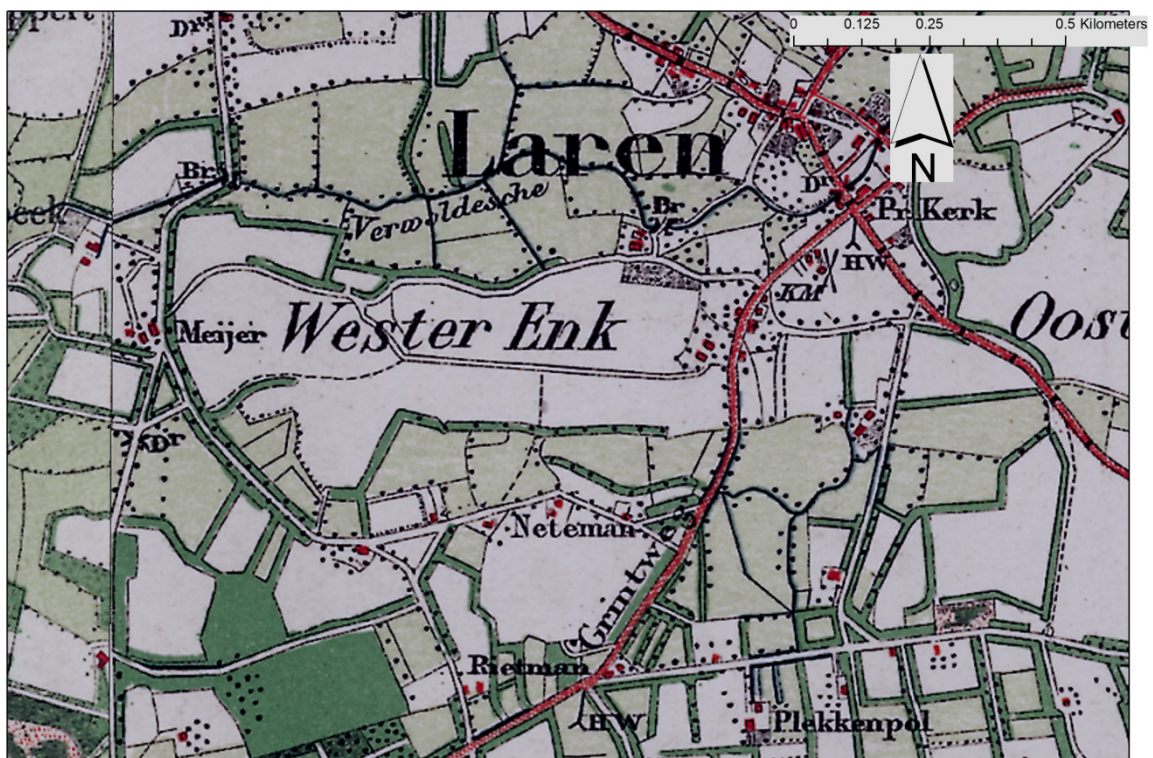 0 0.125 0.25 0.5 Kilometers
N
Dr
Laren
Br
Verwoldesche
Br
Dr
Pr. Kerk
HW
KM
eek
Meijer
Wester Enk
Oost
Dr
Neteman
Grintweg
Rietman
HW
Plekkenpol